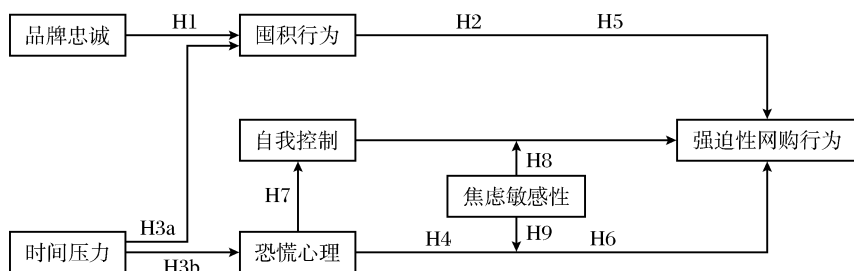 品牌忠诚
H1
囤积行为
H2
H5
自我控制
强迫性网购行为
H8
H7
焦虑敏感性
H3a
H9
时间压力
恐慌心理
H4
H6
H3b